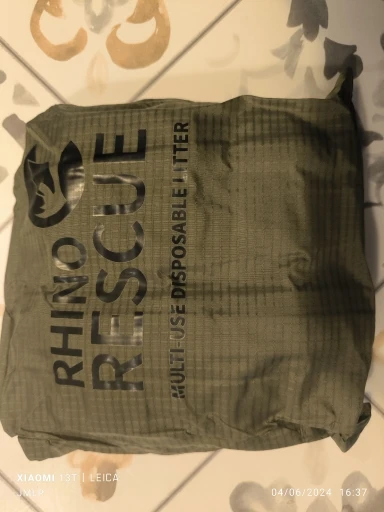 RHINO
RESCUE
MULTI-USE DISPOSABLE LITTER
XIAOMI 13T | LEICA
04/06/2024 16:37